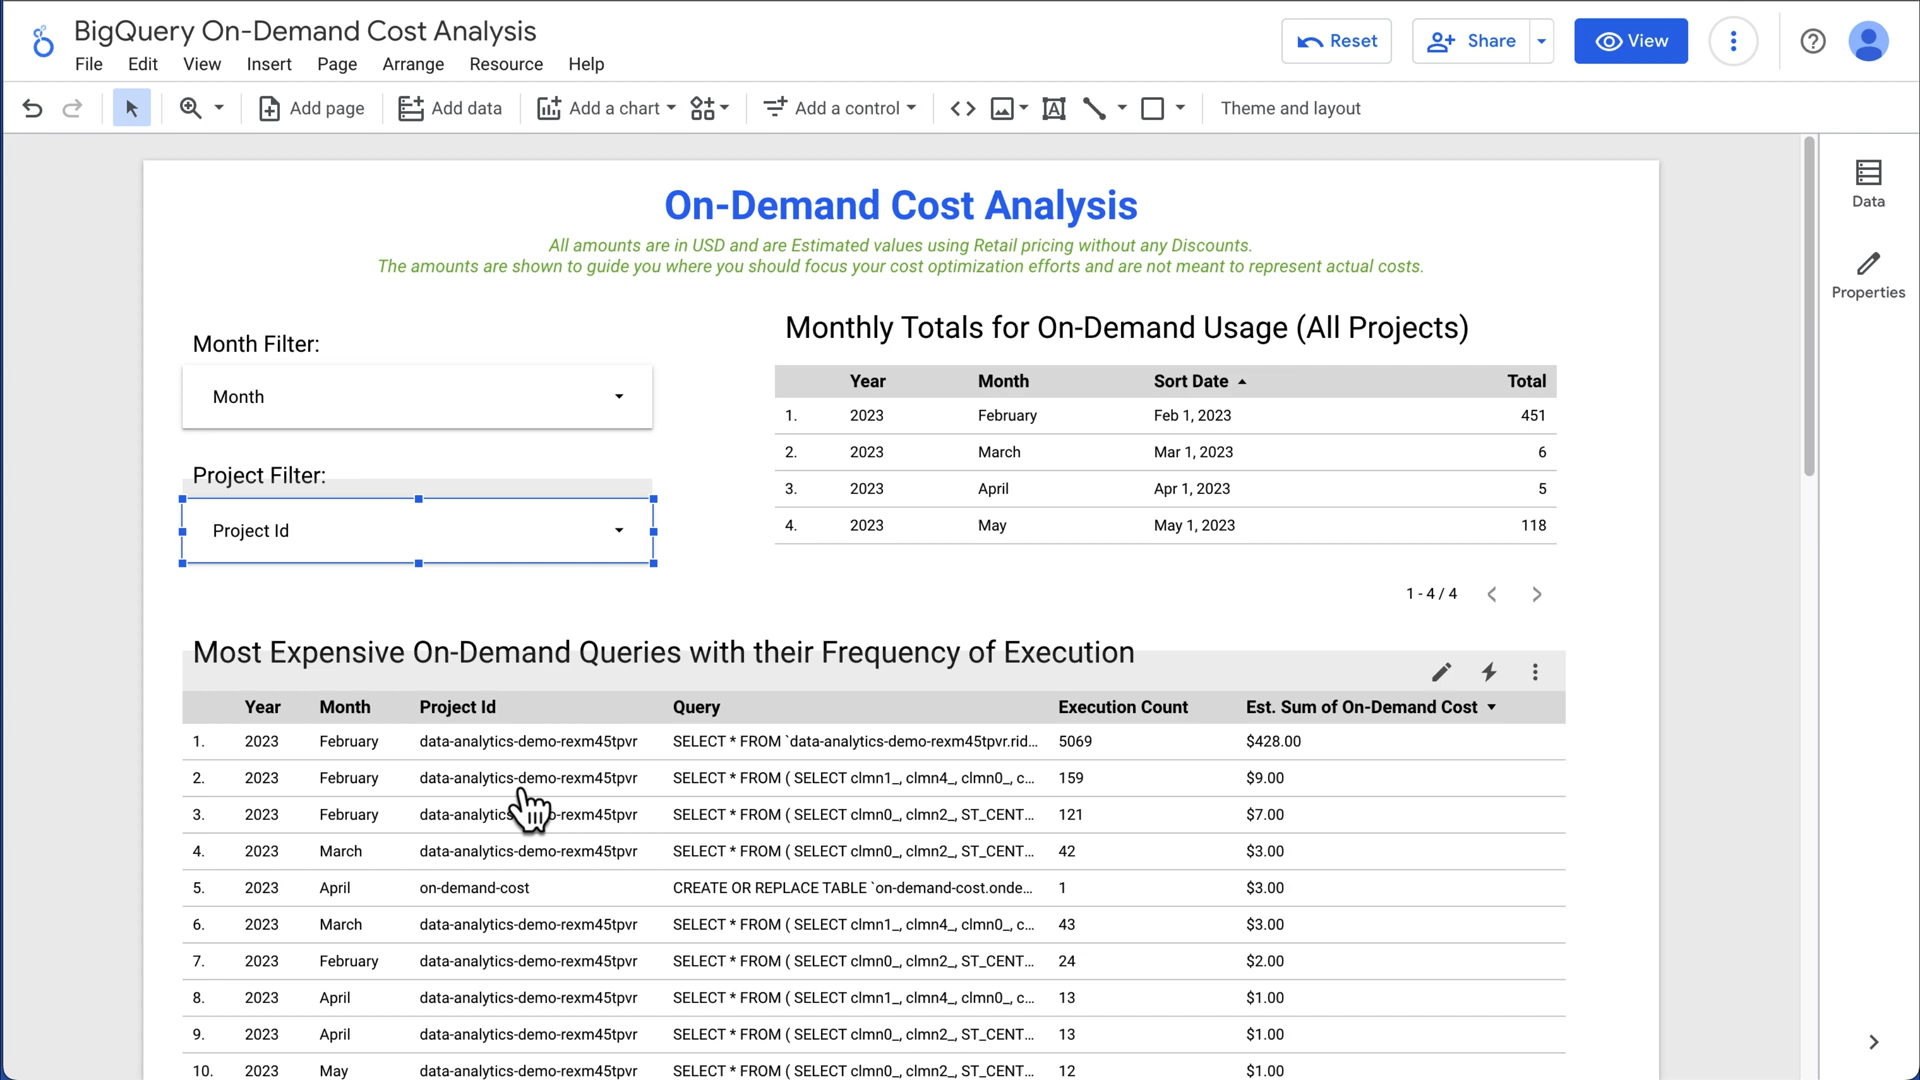 BigQuery On-Demand Cost Analysis
File Edit View Insert Page Arrange Resource Help
Reset Share View
Add page Add data Add a chart Add a control Theme and layout
Data
Properties
On-Demand Cost Analysis
All amounts are in USD and are Estimated values using Retail pricing without any Discounts.
The amounts are shown to guide you where you should focus your cost optimization efforts and are not meant to represent actual costs.
Month Filter:
Month
Project Filter:
Project Id
Monthly Totals for On-Demand Usage (All Projects)
Year Month Sort Date Total
1. 2023 February Feb 1, 2023 451
2. 2023 March Mar 1, 2023 6
3. 2023 April Apr 1, 2023 5
4. 2023 May May 1, 2023 118
1 - 4 / 4
Most Expensive On-Demand Queries with their Frequency of Execution
Year Month Project Id Query Execution Count Est. Sum of On-Demand Cost
1. 2023 February data-analytics-demo-rexm45tpvr SELECT * FROM `data-analytics-demo-rexm45tpvr.rid... 5069 $428.00
2. 2023 February data-analytics-demo-rexm45tpvr SELECT * FROM ( SELECT clmn1_, clmn4_, clmn0_, c... 159 $9.00
3. 2023 February data-analytics-demo-rexm45tpvr SELECT * FROM ( SELECT clmn0_, clmn2_, ST_CENT... 121 $7.00
4. 2023 March data-analytics-demo-rexm45tpvr SELECT * FROM ( SELECT clmn0_, clmn2_, ST_CENT... 42 $3.00
5. 2023 April on-demand-cost CREATE OR REPLACE TABLE `on-demand-cost.onde... 1 $3.00
6. 2023 March data-analytics-demo-rexm45tpvr SELECT * FROM ( SELECT clmn1_, clmn4_, clmn0_, c... 43 $3.00
7. 2023 February data-analytics-demo-rexm45tpvr SELECT * FROM ( SELECT clmn0_, clmn2_, ST_CENT... 24 $2.00
8. 2023 April data-analytics-demo-rexm45tpvr SELECT * FROM ( SELECT clmn1_, clmn4_, clmn0_, c... 13 $1.00
9. 2023 April data-analytics-demo-rexm45tpvr SELECT * FROM ( SELECT clmn0_, clmn2_, ST_CENT... 13 $1.00
10. 2023 May data-analytics-demo-rexm45tpvr SELECT * FROM ( SELECT clmn0_, clmn2_, ST_CENT... 12 $1.00